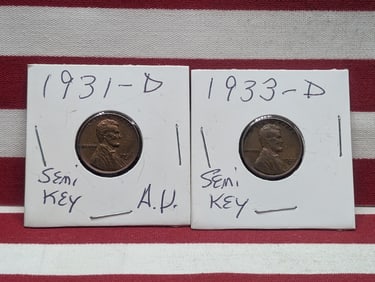 1931-D
Semi
KEY
A.U.
1933-D
Semi
KEY